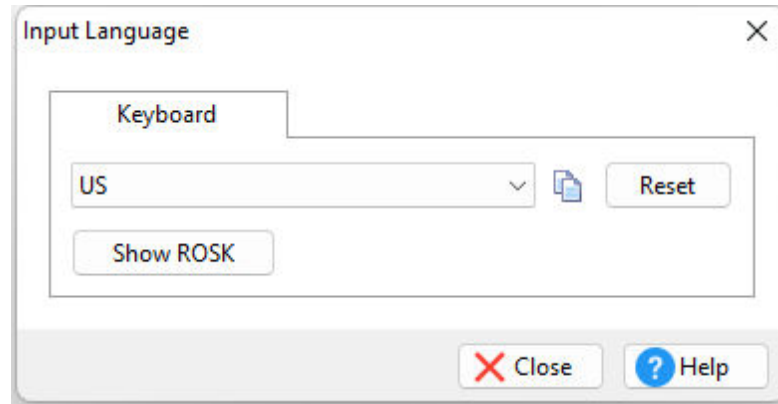 Input Language
Keyboard
US
Reset
Show ROSK
Close
Help